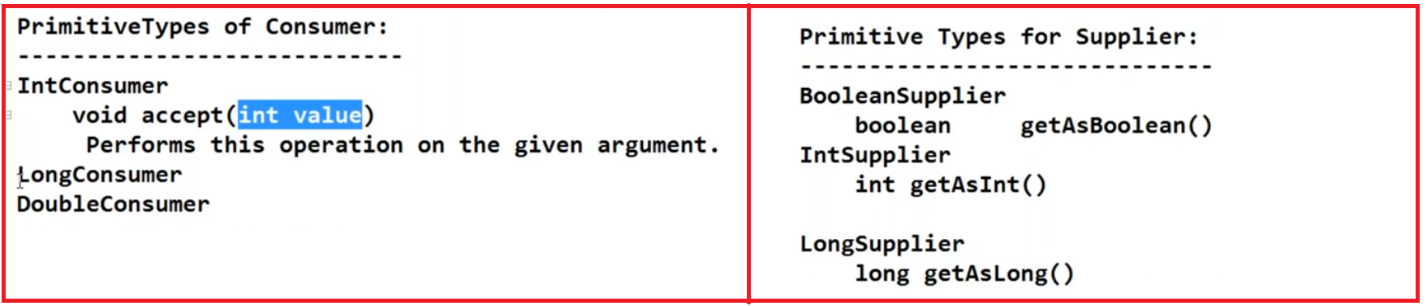 PrimitiveTypes of Consumer:
----------------------------
IntConsumer
void accept(int value)
Performs this operation on the given argument.
LongConsumer
DoubleConsumer
Primitive Types for Supplier:
------------------------------
BooleanSupplier
boolean getAsBoolean()
IntSupplier
int getAsInt()
LongSupplier
long getAsLong()